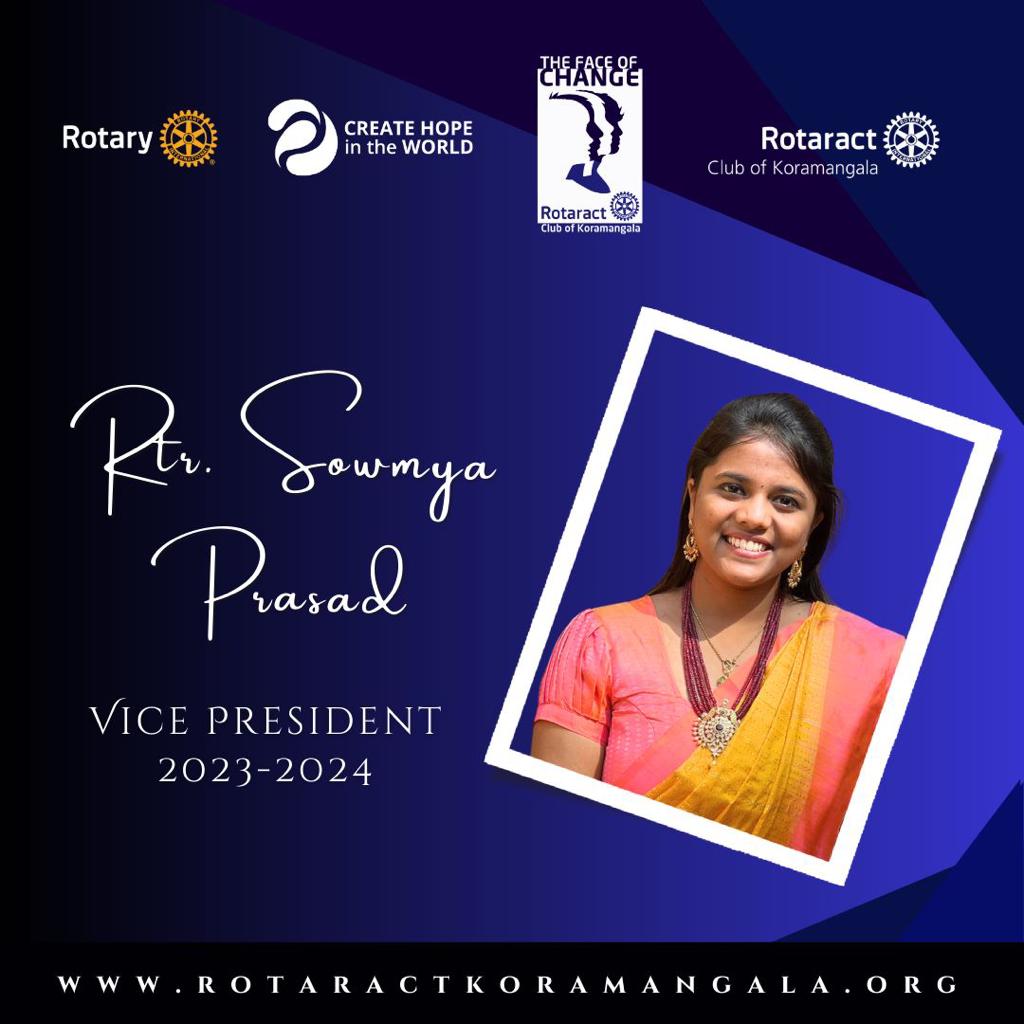 Rotary
CREATE HOPE
in the WORLD
THE FACE OF
CHANGE
Rotaract
Club of Koramangala
Rotaract
Club of Koramangala
Rtr. Sowmya
Prasad
VICE PRESIDENT
2023-2024
WWW.ROTARACTKORAMANGALA.ORG